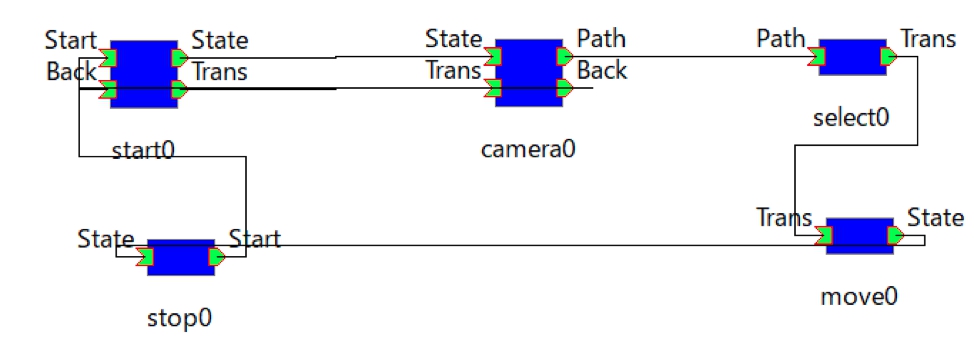 Start State State Path Path Trans
Back Trans Trans Back
select0
start0 camera0
Trans State
State Start
move0
stop0